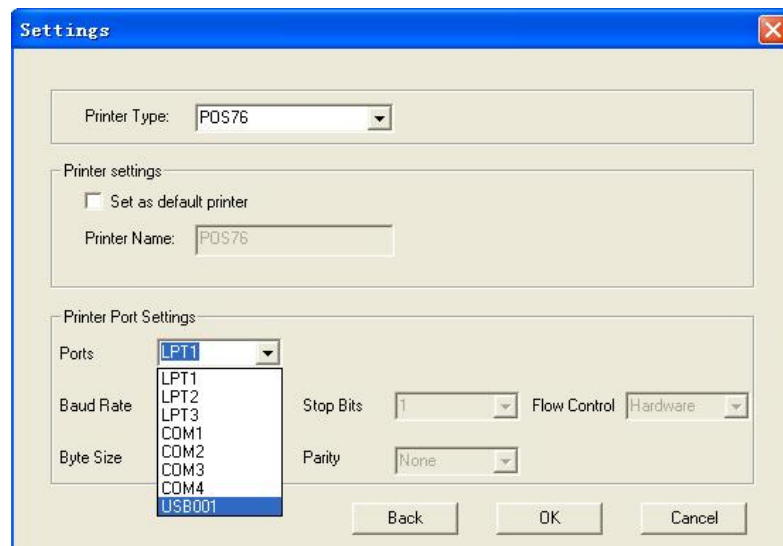 Settings
Printer Type: POS76
Printer settings
Set as default printer
Printer Name: POS76
Printer Port Settings
Ports LPT1
LPT1
LPT2
LPT3
COM1
COM2
COM3
COM4
USB001
Baud Rate Stop Bits 1 Flow Control Hardware
Byte Size Parity None
Back OK Cancel